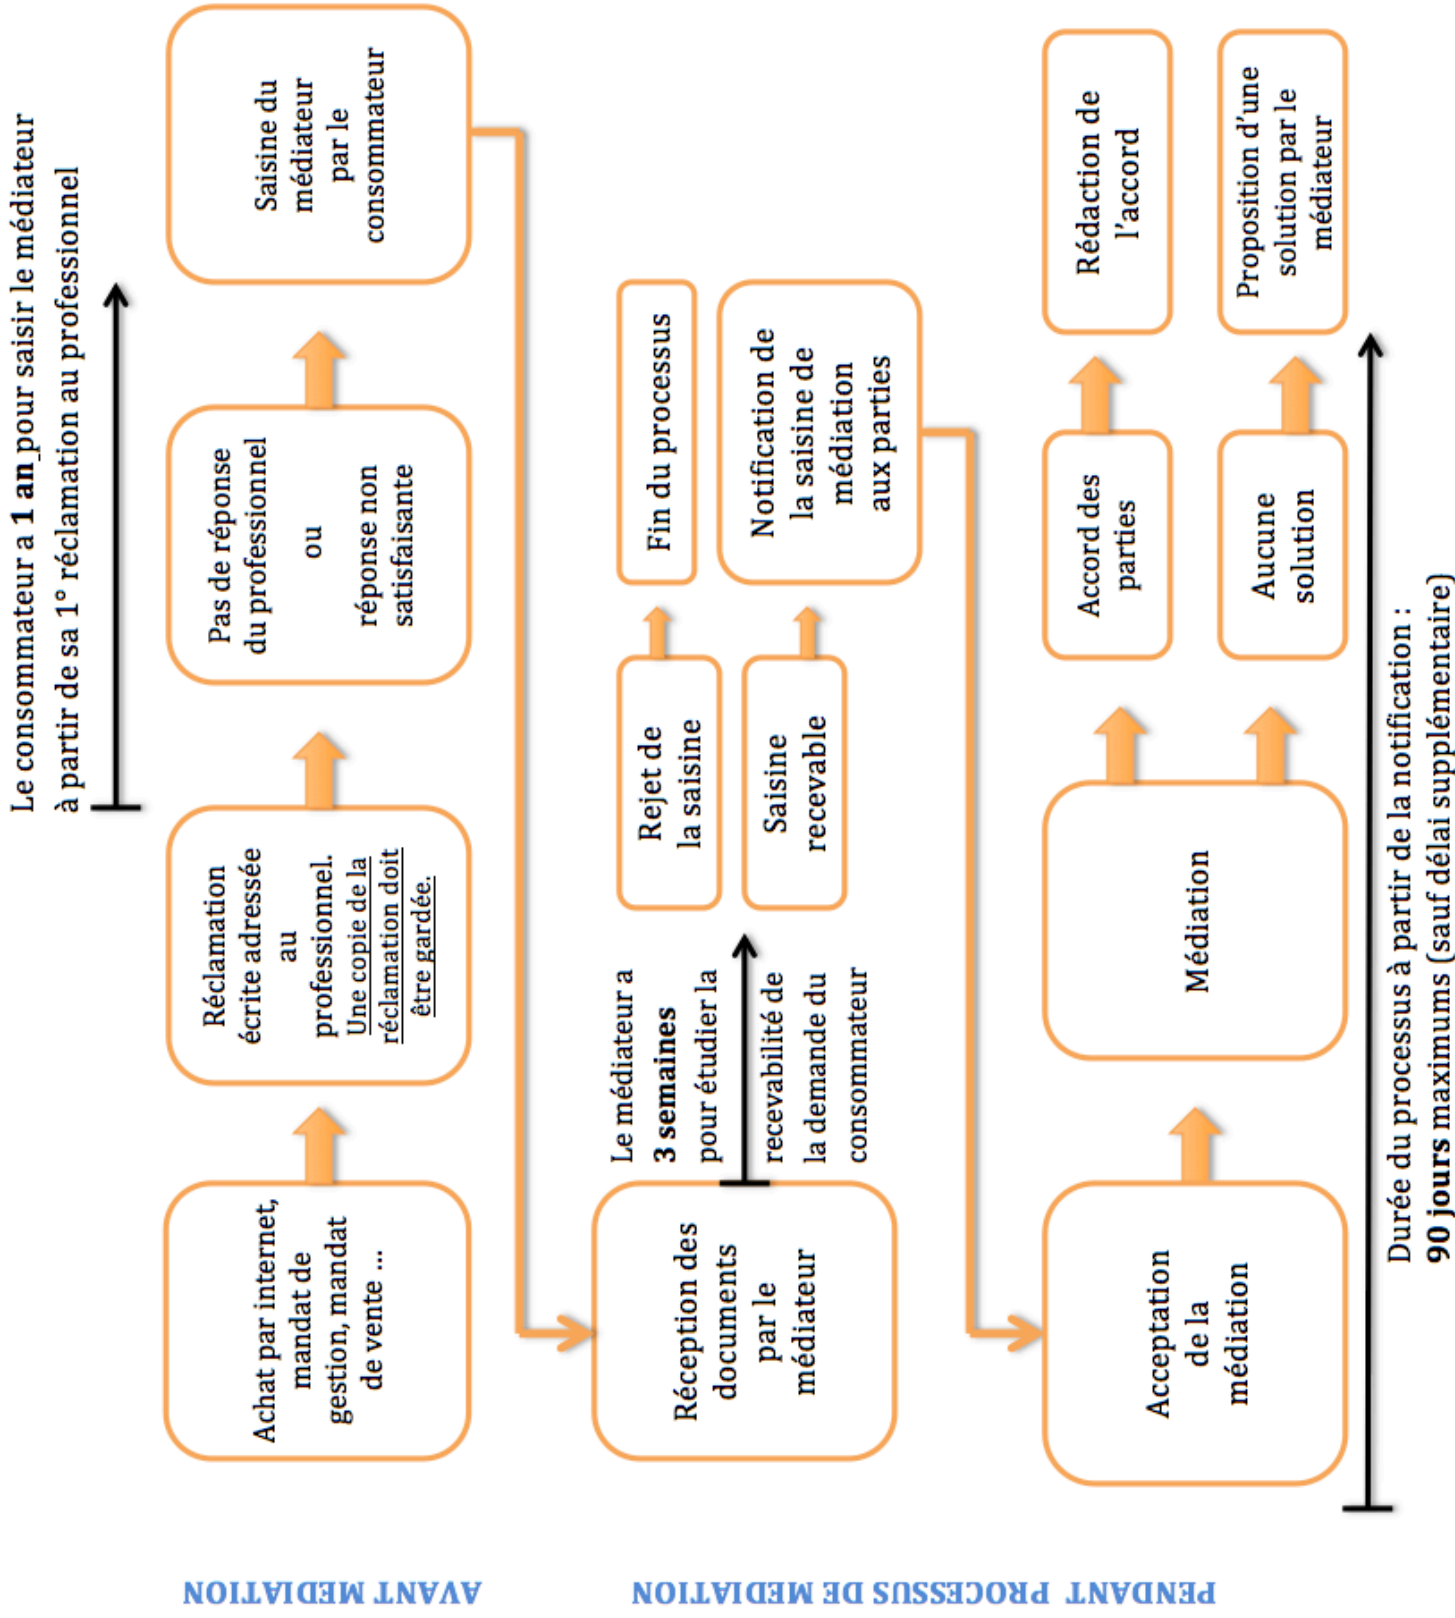 Le consommateur a 1 an pour saisir le médiateur
à partir de sa 1° réclamation au professionnel
AVANT MEDIATION
Achat par internet,
mandat de
gestion, mandat
de vente ...
Réclamation
écrite adressée
au
professionnel.
Une copie de la
réclamation doit
être gardée.
Pas de réponse
du professionnel
ou
réponse non
satisfaisante
Saisine du
médiateur
par le
consommateur
PENDANT PROCESSUS DE MEDIATION
Réception des
documents
par le
médiateur
Le médiateur a
3 semaines
pour étudier la
recevabilité de
la demande du
consommateur
Rejet de
la saisine
Fin du processus
Saisine
recevable
Notification de
la saisine de
médiation
aux parties
Acceptation
de la
médiation
Médiation
Accord des
parties
Rédaction de
l'accord
Aucune
solution
Proposition d'une
solution par le
médiateur
Durée du processus à partir de la notification :
90 jours maximums (sauf délai supplémentaire)